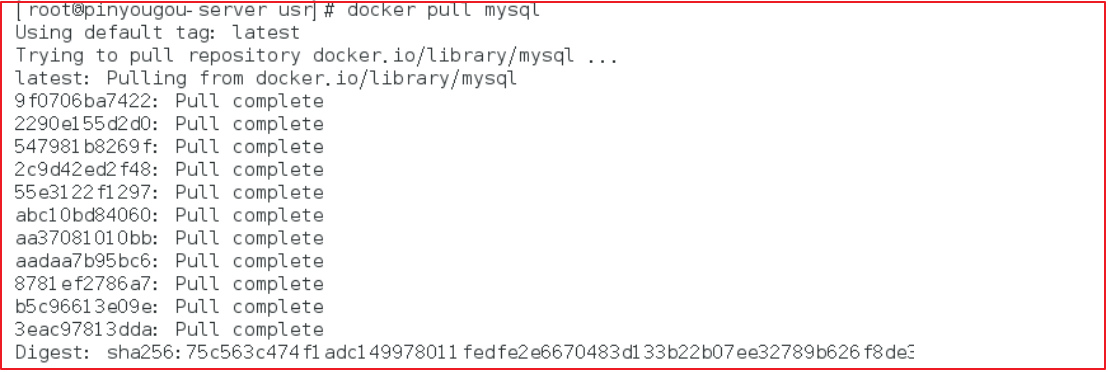 [root@pinyougou-server usr]# docker pull mysql
Using default tag: latest
Trying to pull repository docker.io/library/mysql ...
latest: Pulling from docker.io/library/mysql
9f0706ba7422: Pull complete
2290e155d2d0: Pull complete
547981b8269f: Pull complete
2c9d42ed2f48: Pull complete
55e3122f1297: Pull complete
abc10bd84060: Pull complete
aa37081010bb: Pull complete
aadaa7b95bc6: Pull complete
8781ef2786a7: Pull complete
b5c96613e09e: Pull complete
3eac97813dda: Pull complete
Digest: sha256:75c563c474f1adc149978011fedfe2e6670483d133b22b07ee32789b626f8de3